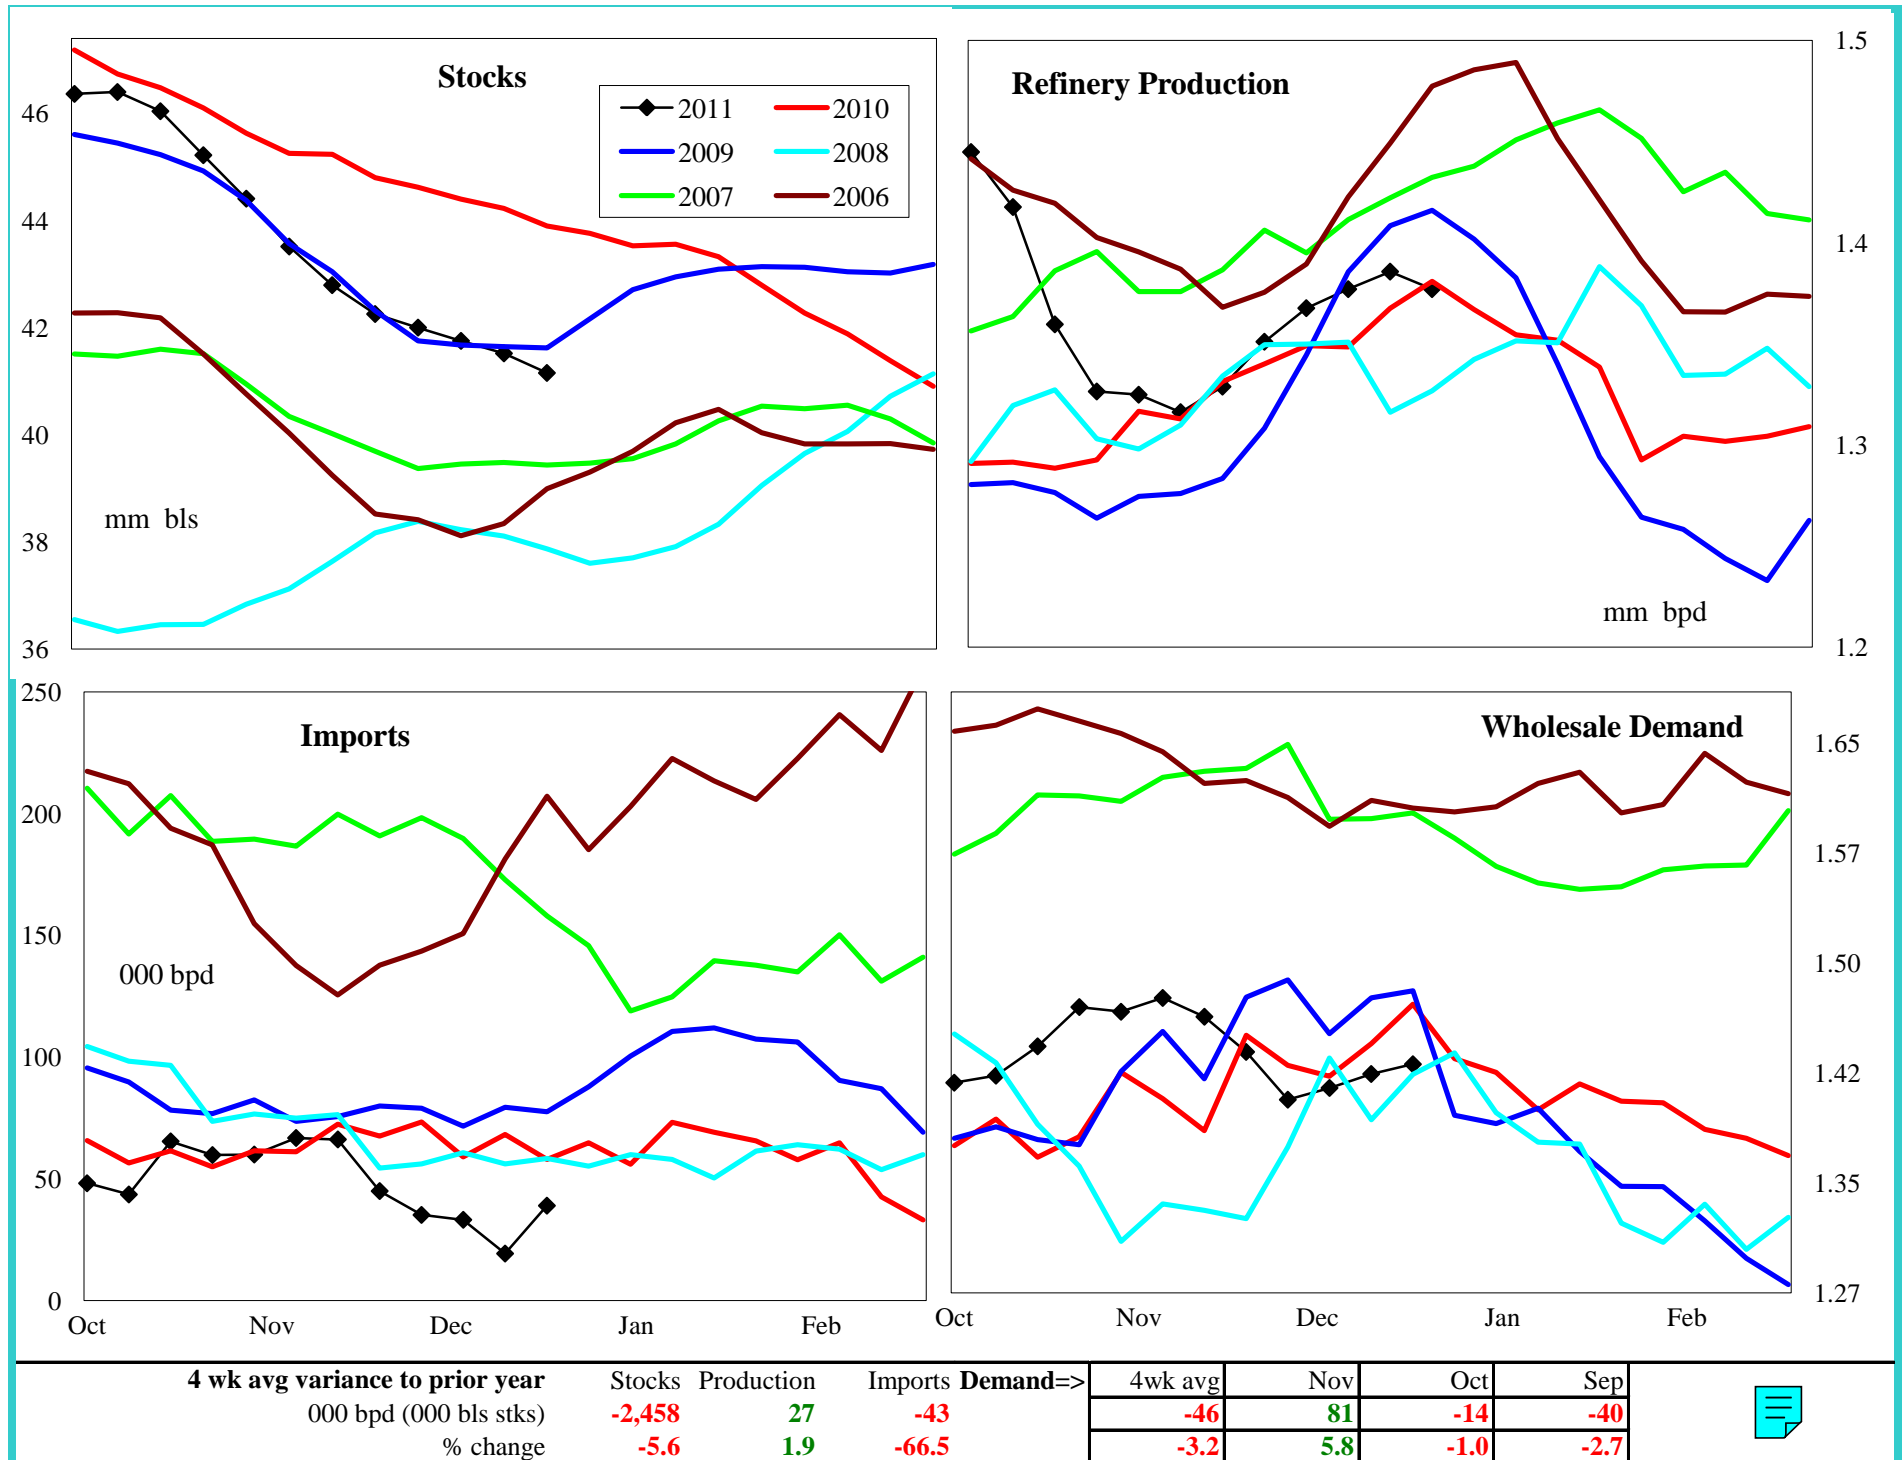 Stocks
2011 2010
2009 2008
2007 2006
46
44
42
40
38
36
mm bls
Refinery Production
1.5
1.4
1.3
1.2
mm bpd
Imports
250
200
150
100
50
0
000 bpd
Oct Nov Dec Jan Feb
Wholesale Demand
1.65
1.57
1.50
1.42
1.35
1.27
Oct Nov Dec Jan Feb
4 wk avg variance to prior year Stocks Production Imports Demand=> 4wk avg Nov Oct Sep
000 bpd (000 bls stks) -2,458 27 -43 -46 81 -14 -40
% change -5.6 1.9 -66.5 -3.2 5.8 -1.0 -2.7